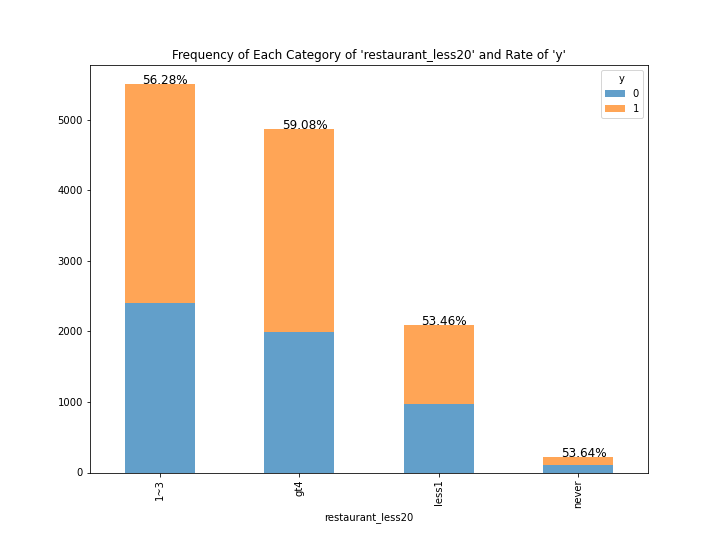 Frequency of Each Category of 'restaurant_less20' and Rate of 'y'
y
0
1
56.28%
59.08%
53.46%
53.64%
5000
4000
3000
2000
1000
0
1~3
gt4
less1
never
restaurant_less20